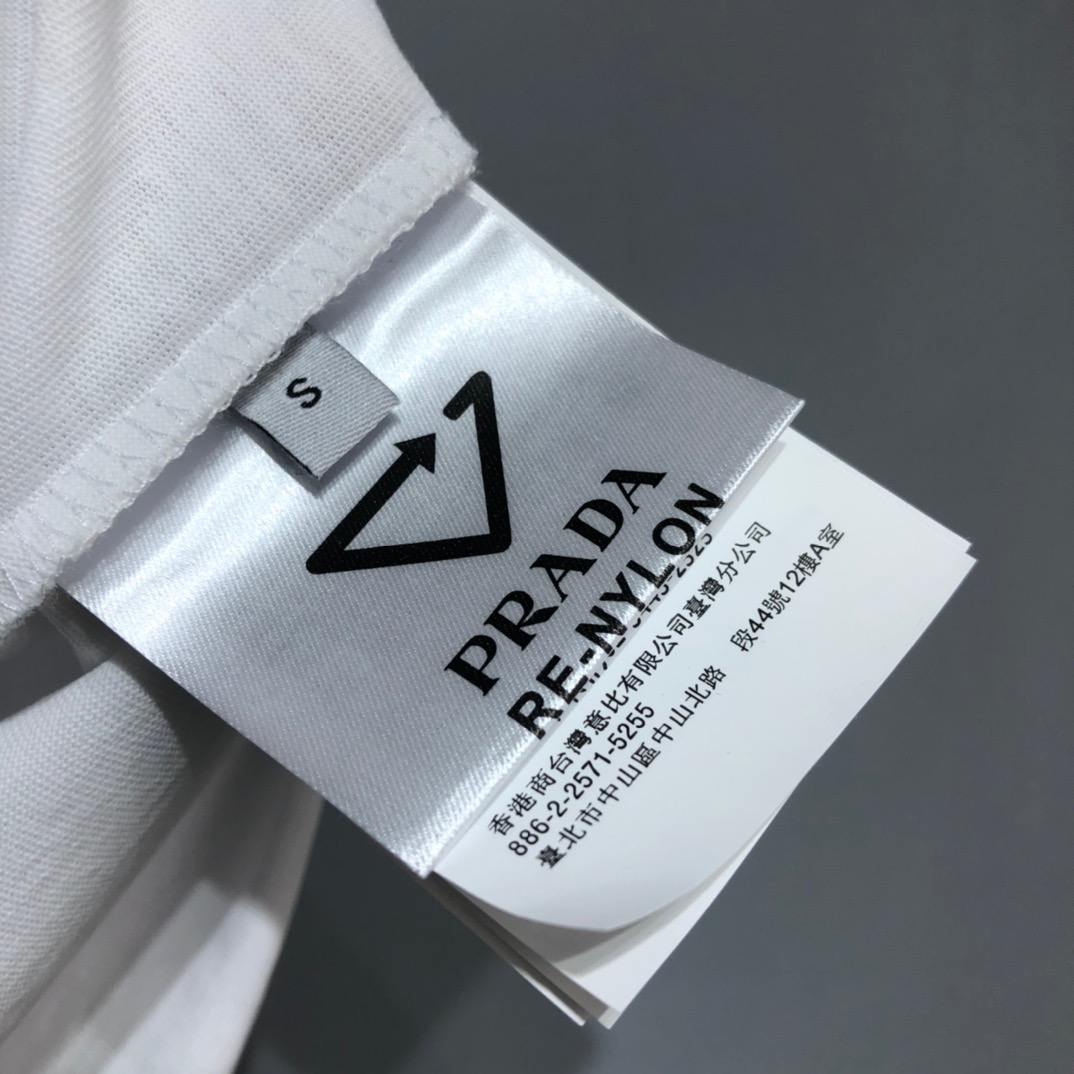 S
PRADA
RE-NYLON
香港商台灣意比有限公司臺灣分公司
886-2-2571-5255
臺北市中山區中山北路 段44號12樓A室